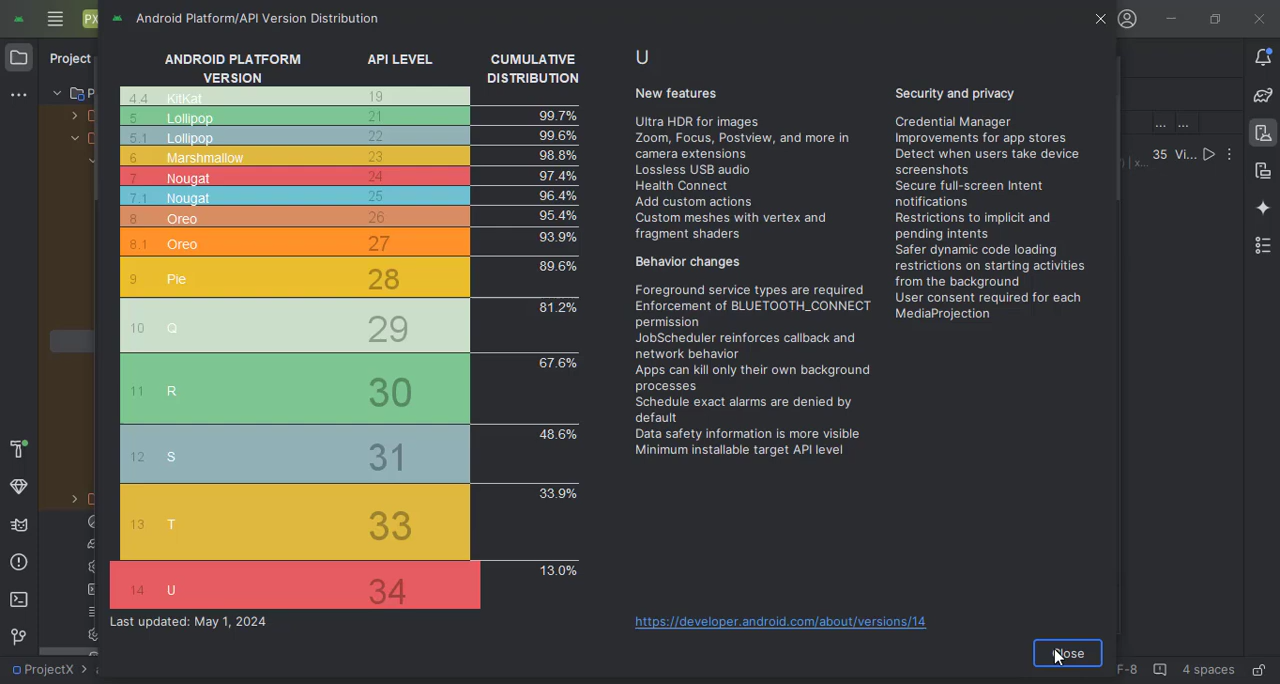 PX
Android Platform/API Version Distribution
Project
ANDROID PLATFORM VERSION
API LEVEL
CUMULATIVE DISTRIBUTION
4.4 KitKat 19
5 Lollipop 21 99.7%
5.1 Lollipop 22 99.6%
6 Marshmallow 23 98.8%
7 Nougat 24 97.4%
7.1 Nougat 25 96.4%
8 Oreo 26 95.4%
8.1 Oreo 27 93.9%
9 Pie 28 89.6%
10 Q 29 81.2%
11 R 30 67.6%
12 S 31 48.6%
13 T 33 33.9%
14 U 34 13.0%
Last updated: May 1, 2024
U
New features
Ultra HDR for images
Zoom, Focus, Postview, and more in
camera extensions
Lossless USB audio
Health Connect
Add custom actions
Custom meshes with vertex and
fragment shaders
Behavior changes
Foreground service types are required
Enforcement of BLUETOOTH_CONNECT
permission
JobScheduler reinforces callback and
network behavior
Apps can kill only their own background
processes
Schedule exact alarms are denied by
default
Data safety information is more visible
Minimum installable target API level
Security and privacy
Credential Manager
Improvements for app stores
Detect when users take device
screenshots
Secure full-screen Intent
notifications
Restrictions to implicit and
pending intents
Safer dynamic code loading
restrictions on starting activities
from the background
User consent required for each
MediaProjection
https://developer.android.com/about/versions/14
Close
... ...
35 Vi...
ProjectX >
F-8
4 spaces